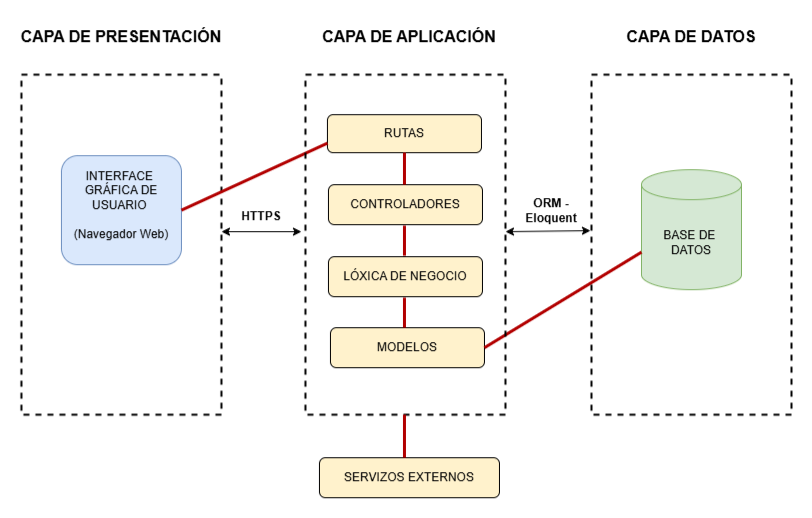 CAPA DE PRESENTACIÓN
CAPA DE APLICACIÓN
CAPA DE DATOS
INTERFACE
GRÁFICA DE
USUARIO
(Navegador Web)
HTTPS
RUTAS
CONTROLADORES
LÓXICA DE NEGOCIO
MODELOS
ORM -
Eloquent
BASE DE
DATOS
SERVIZOS EXTERNOS